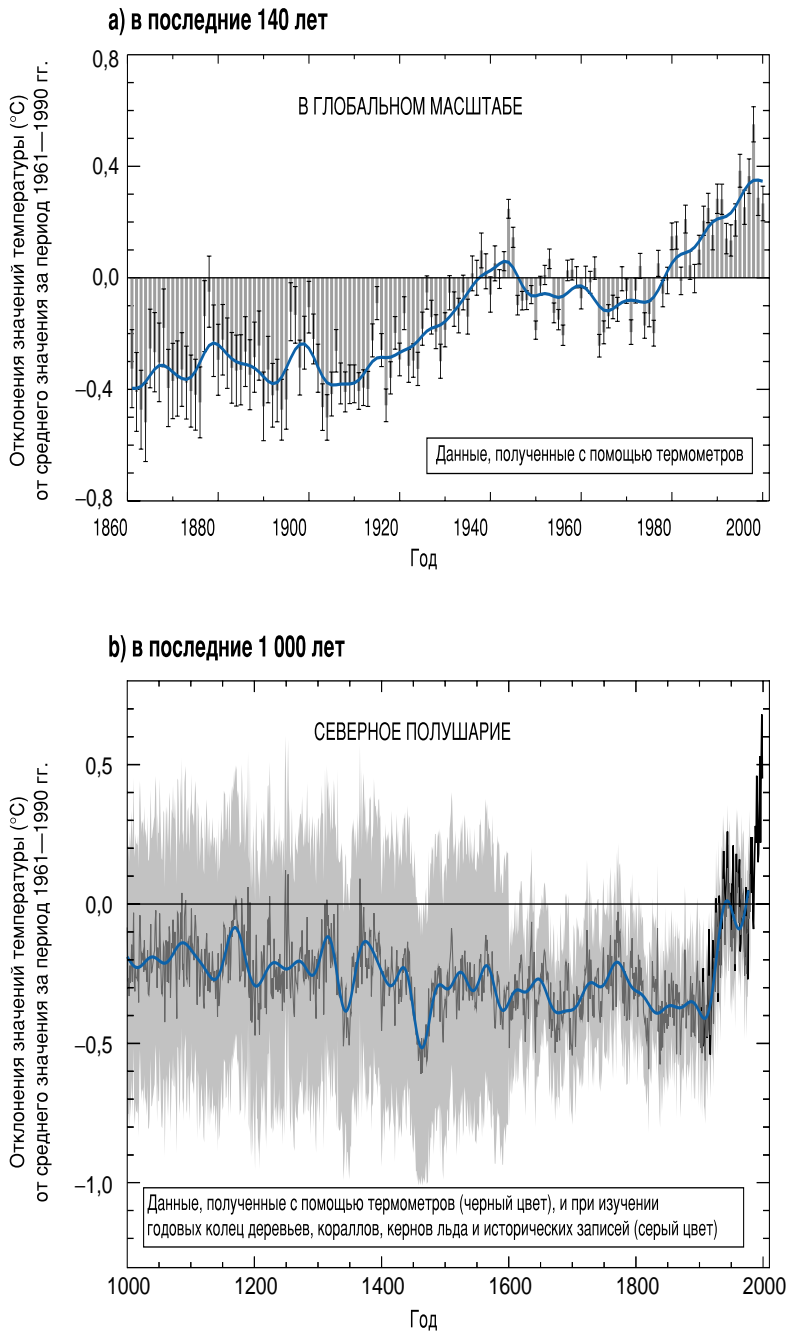 a) в последние 140 лет
Отклонения значений температуры (°C)
от среднего значения за период 1961—1990 гг.
0,8
0,4
0,0
–0,4
–0,8
В ГЛОБАЛЬНОМ МАСШТАБЕ
Данные, полученные с помощью термометров
1860 1880 1900 1920 1940 1960 1980 2000
Год
b) в последние 1 000 лет
Отклонения значений температуры (°C)
от среднего значения за период 1961—1990 гг.
СЕВЕРНОЕ ПОЛУШАРИЕ
0,5
0,0
–0,5
–1,0
Данные, полученные с помощью термометров (черный цвет), и при изучении
годовых колец деревьев, кораллов, кернов льда и исторических записей (серый цвет)
1000 1200 1400 1600 1800 2000
Год